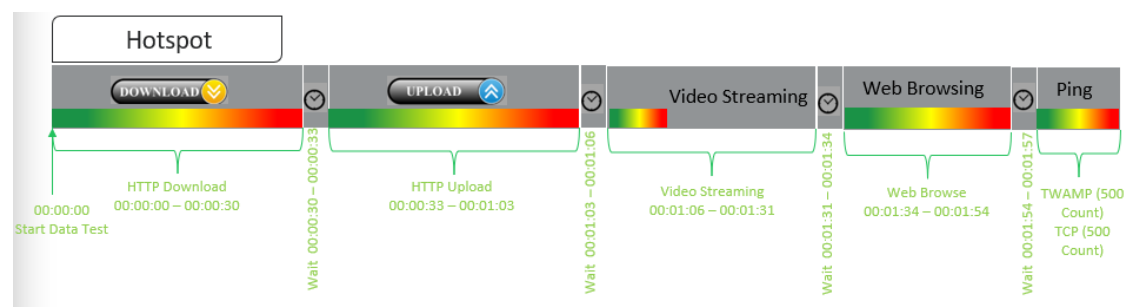 Hotspot
DOWNLOAD
UPLOAD
Video Streaming
Web Browsing
Ping
00:00:00
Start Data Test
HTTP Download
00:00:00 – 00:00:30
Wait 00:00:30 – 00:00:33
HTTP Upload
00:00:33 – 00:01:03
Wait 00:01:03 – 00:01:06
Video Streaming
00:01:06 – 00:01:31
Wait 00:01:31 – 00:01:34
Web Browse
00:01:34 – 00:01:54
Wait 00:01:54 – 00:01:57
TWAMP (500
Count)
TCP (500
Count)